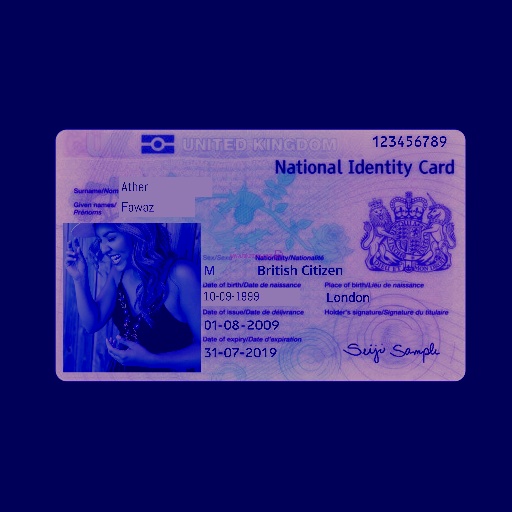 UNITED KINGDOM
123456789
National Identity Card
Surname/Nom Ather
Given names/
Prénoms Fawaz
Sex/Sexe Nationality/Nationalité
M British Citizen
Date of birth/Date de naissance Place of birth/Lieu de naissance
10-09-1999 London
Date of issue/Date de délivrance Holder's signature/Signature du titulaire
01-08-2009
Date of expiry/Date d'expiration
31-07-2019 Seiji Sample